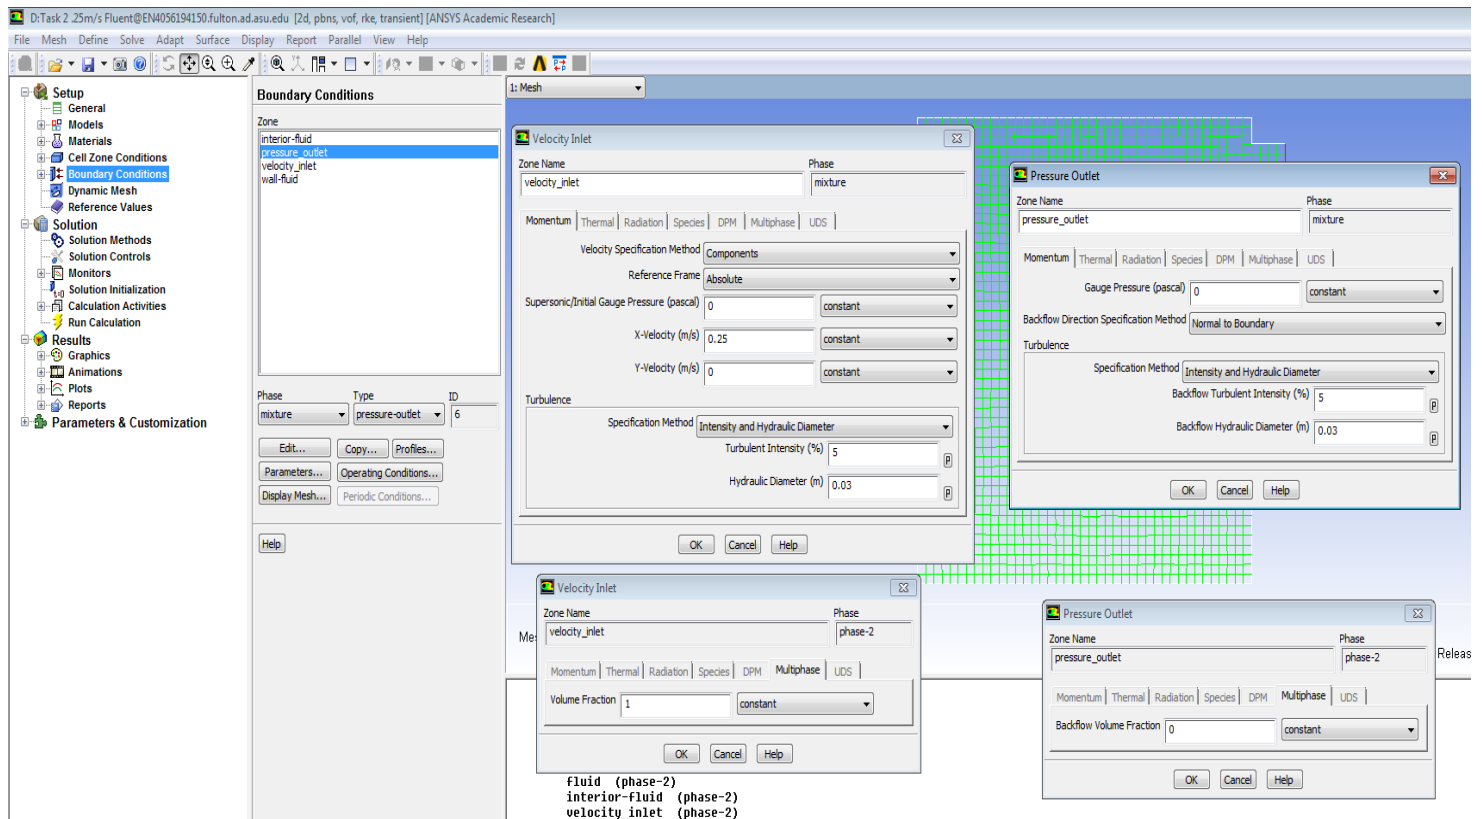 D:Task 2 .25m/s Fluent@EN4056194150.fulton.ad.asu.edu [2d, pbns, vof, rke, transient] [ANSYS Academic Research]
File Mesh Define Solve Adapt Surface Display Report Parallel View Help
Setup
General
Models
Materials
Cell Zone Conditions
Boundary Conditions
Dynamic Mesh
Reference Values
Solution
Solution Methods
Solution Controls
Monitors
Solution Initialization
Calculation Activities
Run Calculation
Results
Graphics
Animations
Plots
Reports
Parameters & Customization
Boundary Conditions
Zone
interior-fluid
pressure_outlet
velocity_inlet
wall-fluid
Phase Type ID
mixture pressure-outlet 6
Edit... Copy... Profiles...
Parameters... Operating Conditions...
Display Mesh... Periodic Conditions...
Help
1: Mesh
Velocity Inlet
Zone Name Phase
velocity_inlet mixture
Momentum Thermal Radiation Species DPM Multiphase UDS
Velocity Specification Method Components
Reference Frame Absolute
Supersonic/Initial Gauge Pressure (pascal) 0 constant
X-Velocity (m/s) 0.25 constant
Y-Velocity (m/s) 0 constant
Turbulence
Specification Method Intensity and Hydraulic Diameter
Turbulent Intensity (%) 5 P
Hydraulic Diameter (m) 0.03 P
OK Cancel Help
Pressure Outlet
Zone Name Phase
pressure_outlet mixture
Momentum Thermal Radiation Species DPM Multiphase UDS
Gauge Pressure (pascal) 0 constant
Backflow Direction Specification Method Normal to Boundary
Turbulence
Specification Method Intensity and Hydraulic Diameter
Backflow Turbulent Intensity (%) 5 P
Backflow Hydraulic Diameter (m) 0.03 P
OK Cancel Help
Mes
Velocity Inlet
Zone Name Phase
velocity_inlet phase-2
Momentum Thermal Radiation Species DPM Multiphase UDS
Volume Fraction 1 constant
OK Cancel Help
Pressure Outlet
Zone Name Phase
pressure_outlet phase-2
Momentum Thermal Radiation Species DPM Multiphase UDS
Backflow Volume Fraction 0 constant
OK Cancel Help
Releas
fluid (phase-2)
interior-fluid (phase-2)
velocity_inlet (phase-2)